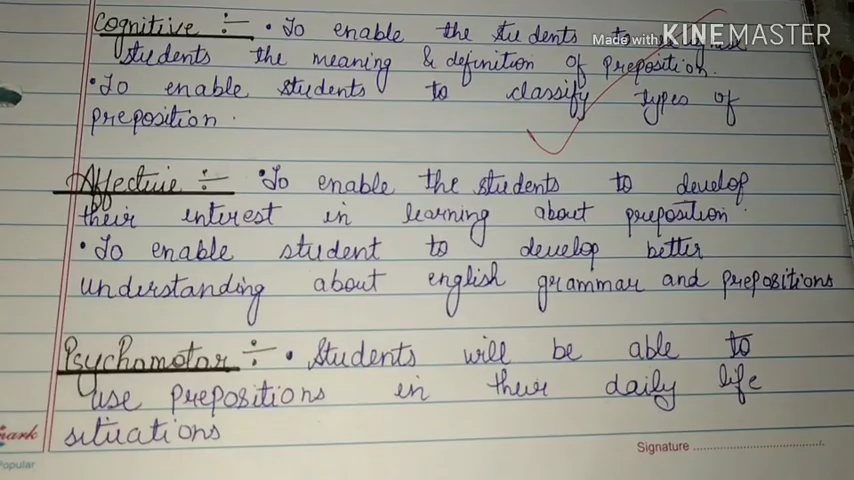 Cognitive :- • To enable the students to
students the meaning & definition of preposition.
• To enable students to classify types of
preposition.
Affective :- • To enable the students to develop
their interest in learning about preposition.
• To enable student to develop better
understanding about english grammar and prepositions
Psychomotor :- • Students will be able to
use prepositions in their daily life
situations
Made with KINEMASTER
mark
Popular
Signature